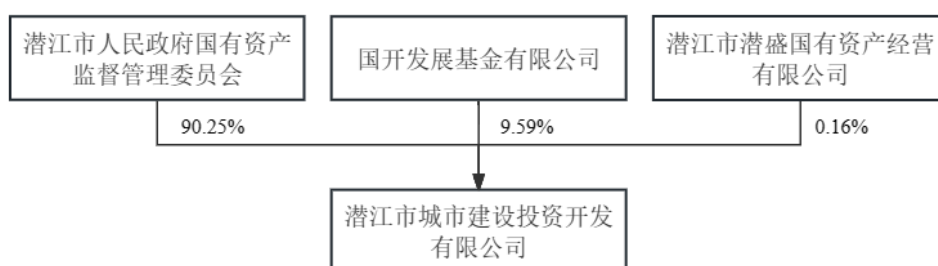 潜江市人民政府国有资产
监督管理委员会
国开发展基金有限公司
潜江市潜盛国有资产经营
有限公司
90.25%
9.59%
0.16%
潜江市城市建设投资开发
有限公司